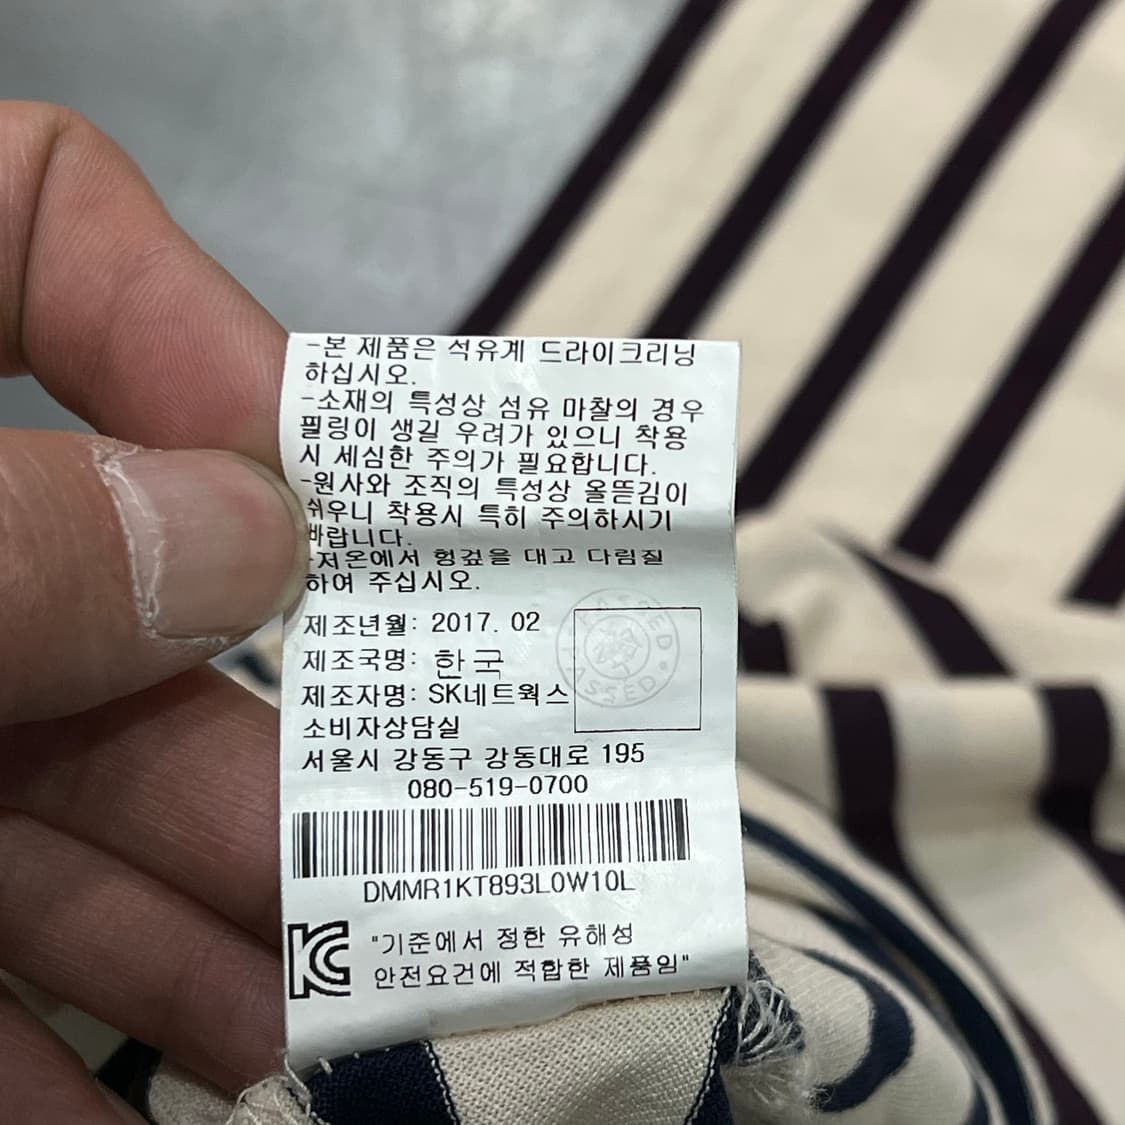 -본 제품은 석유계 드라이크리닝
하십시오.
-소재의 특성상 섬유 마찰의 경우
필링이 생길 우려가 있으니 착용
시 세심한 주의가 필요합니다.
-원사와 조직의 특성상 올뜯김이
쉬우니 착용시 특히 주의하시기
바랍니다.
-저온에서 헝겊을 대고 다림질
하여 주십시오.
제조년월: 2017. 02
제조국명: 한국
제조자명: SK네트웍스
소비자상담실
서울시 강동구 강동대로 195
080-519-0700
DMMR1KT893L0W10L
"기준에서 정한 유해성
안전요건에 적합한 제품임"
PASSED
PASSED